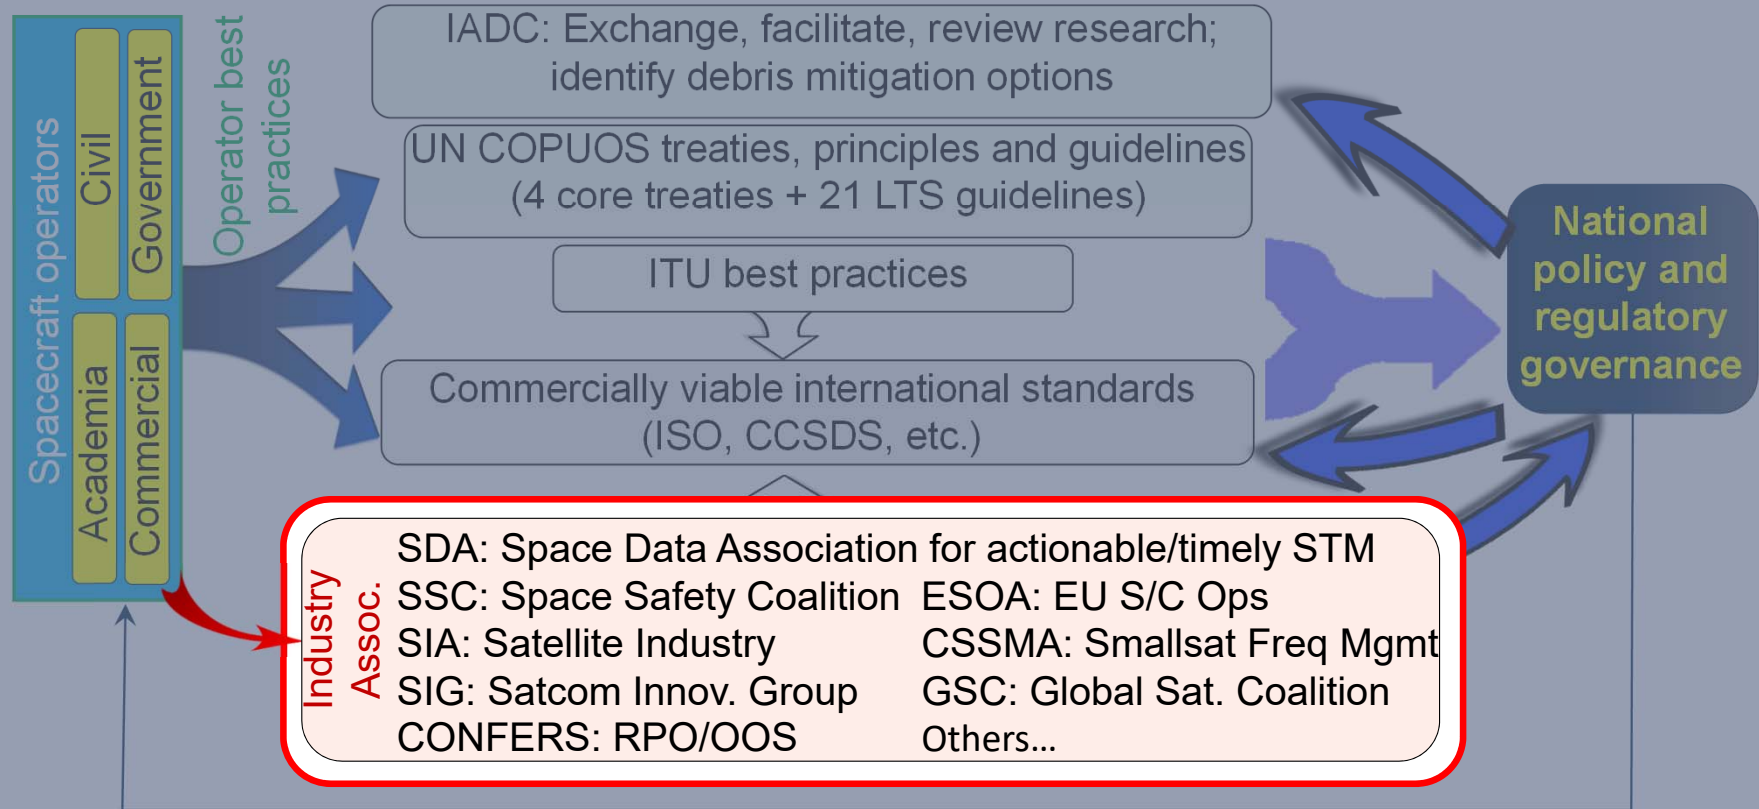 Spacecraft operators
Civil
Government
Academia
Commercial
Operator best
practices
IADC: Exchange, facilitate, review research;
identify debris mitigation options
UN COPUOS treaties, principles and guidelines
(4 core treaties + 21 LTS guidelines)
ITU best practices
Commercially viable international standards
(ISO, CCSDS, etc.)
National
policy and
regulatory
governance
Industry
Assoc.
SDA: Space Data Association for actionable/timely STM
SSC: Space Safety Coalition ESOA: EU S/C Ops
SIA: Satellite Industry CSSMA: Smallsat Freq Mgmt
SIG: Satcom Innov. Group GSC: Global Sat. Coalition
CONFERS: RPO/OOS Others...